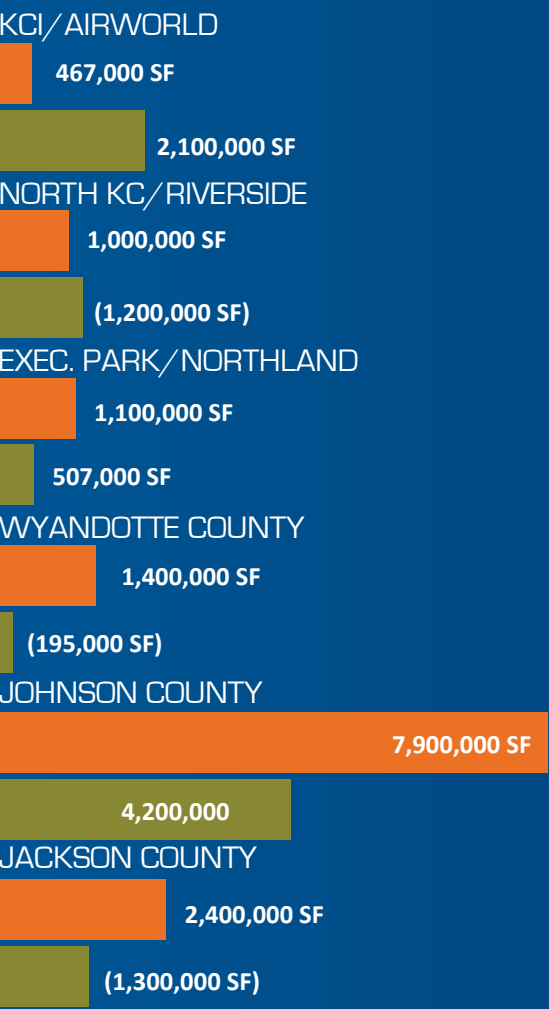 KCI/AIRWORLD
467,000 SF
2,100,000 SF
NORTH KC/RIVERSIDE
1,000,000 SF
(1,200,000 SF)
EXEC. PARK/NORTHLAND
1,100,000 SF
507,000 SF
WYANDOTTE COUNTY
1,400,000 SF
(195,000 SF)
JOHNSON COUNTY
7,900,000 SF
4,200,000
JACKSON COUNTY
2,400,000 SF
(1,300,000 SF)